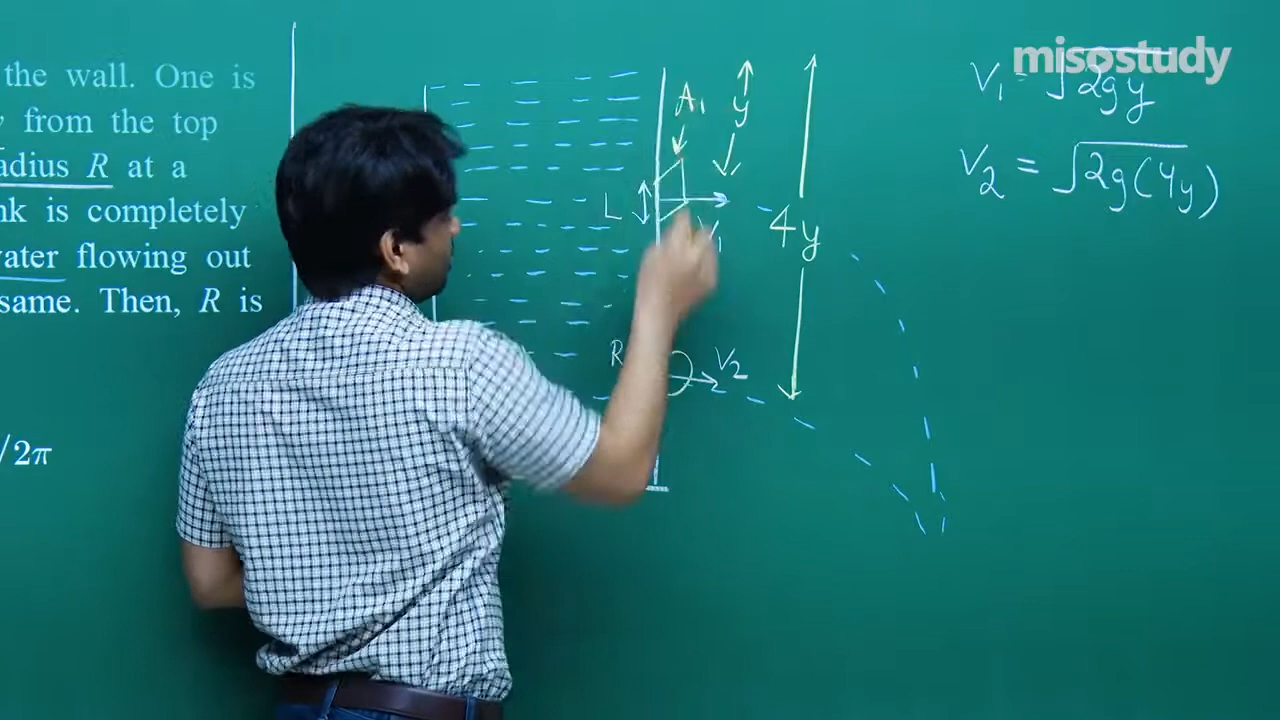 misostudy
the wall. One is
from the top
adius R at a
nk is completely
vater flowing out
same. Then, R is
/2π
A₁
y
L
V₁
4y
R
V₂
V₁ = √2gy
V₂ = √2g(4y)